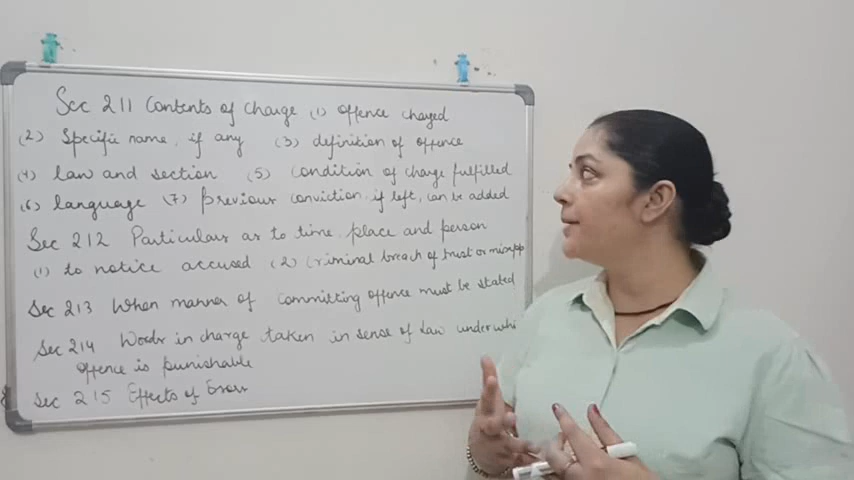 Sec 211 Contents of Charge (1) offence charged
(2) Specific name, if any (3) definition of offence
(4) law and section (5) condition of charge fulfilled
(6) language (7) Previous conviction, if left, can be added
Sec 212 Particulars as to time, place and person
(1) to notice accused (2) Criminal breach of trust or misapp
Sec 213 When manner of committing offence must be stated
Sec 214 Words in charge taken in sense of Law under whi
offence is punishable
Sec 215 Effects of Errors